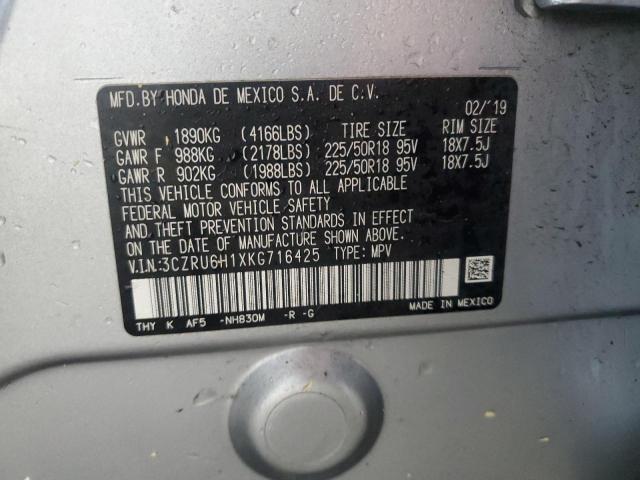 MFD.BY HONDA DE MEXICO S.A. DE C.V.
02/'19
GVWR 1890KG (4166LBS) TIRE SIZE RIM SIZE
GAWR F 988KG (2178LBS) 225/50R18 95V 18X7.5J
GAWR R 902KG (1988LBS) 225/50R18 95V 18X7.5J
THIS VEHICLE CONFORMS TO ALL APPLICABLE
FEDERAL MOTOR VEHICLE SAFETY
AND THEFT PREVENTION STANDARDS IN EFFECT
ON THE DATE OF MANUFACTURE SHOWN ABOVE.
V.I.N.:3CZRU6H1XKG716425 TYPE: MPV
THY K AF5 -NH830M -R -G
MADE IN MEXICO